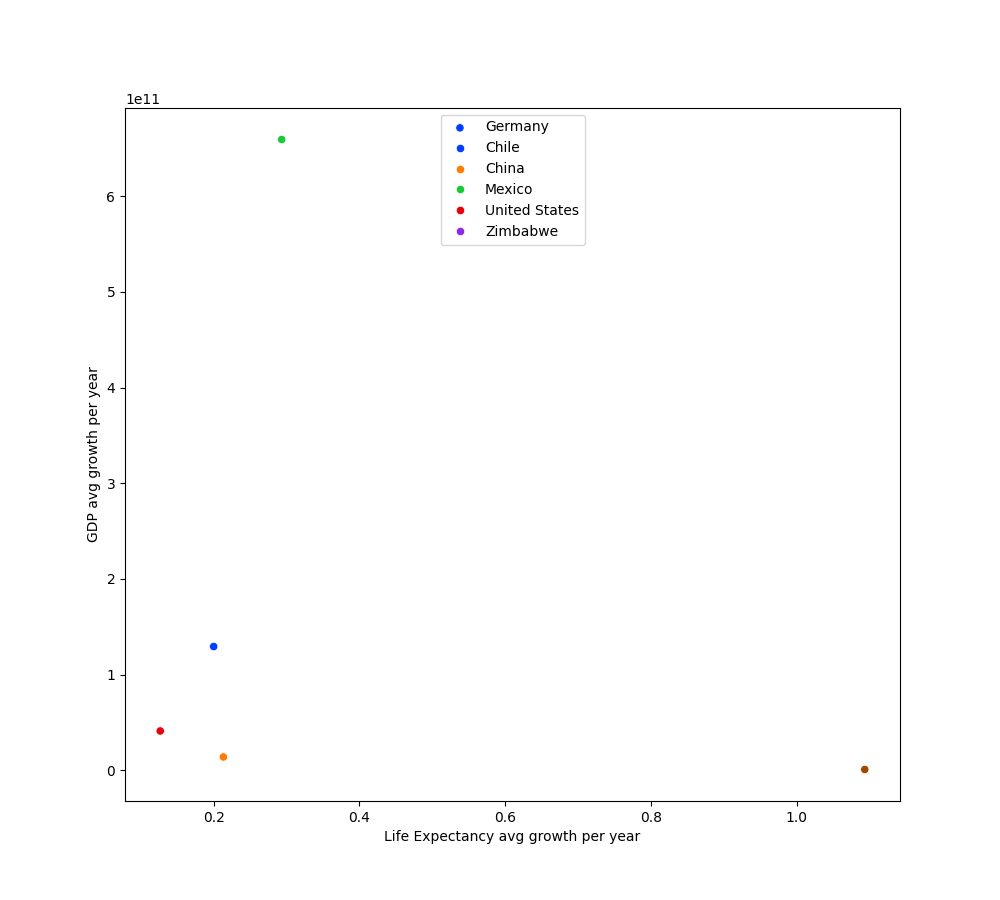 1e11
Germany
Chile
China
Mexico
United States
Zimbabwe
6
5
4
3
2
1
0
GDP avg growth per year
0.2 0.4 0.6 0.8 1.0
Life Expectancy avg growth per year